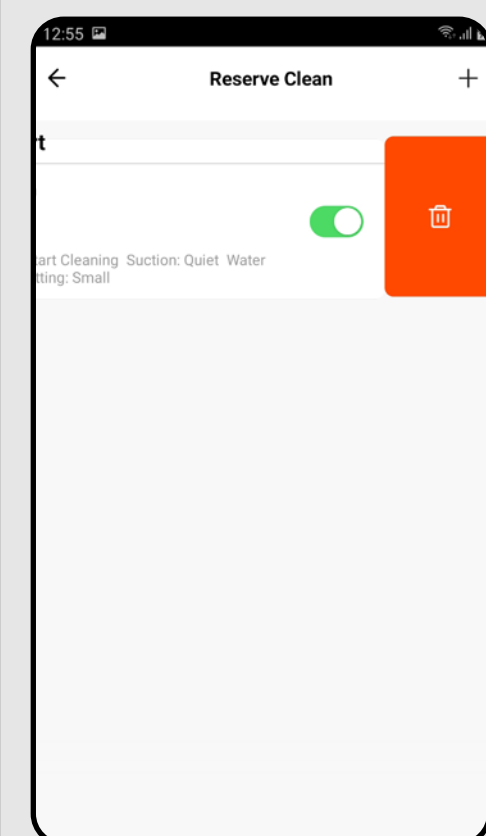 12:55
Reserve Clean
rt
art Cleaning Suction: Quiet Water
tting: Small